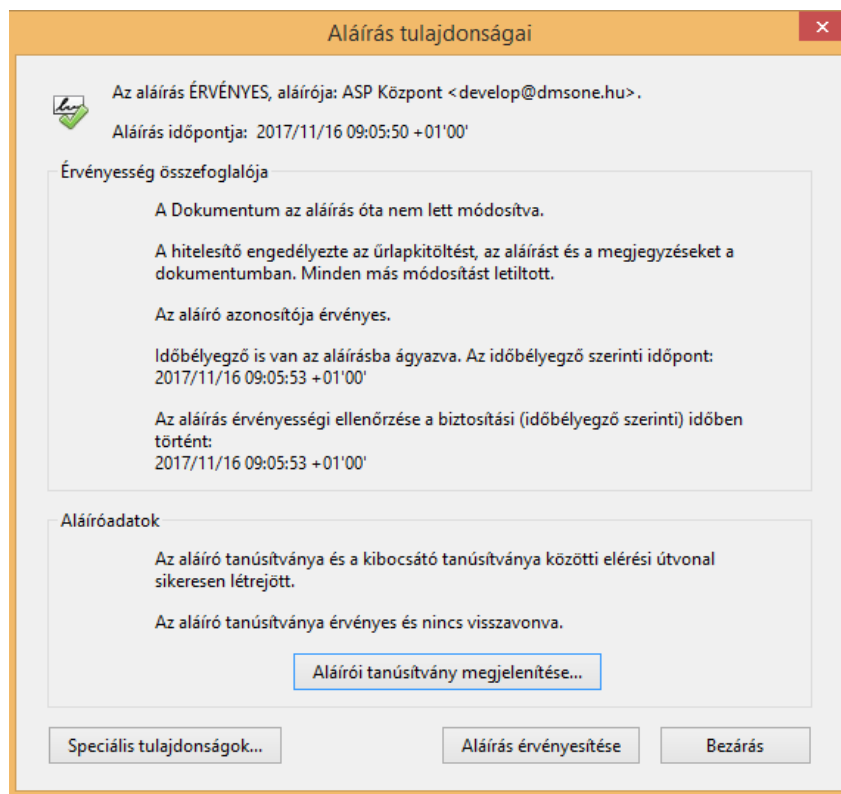 Aláírás tulajdonságai
Az aláírás ÉRVÉNYES, aláírója: ASP Központ <develop@dmsone.hu>.
Aláírás időpontja: 2017/11/16 09:05:50 +01'00'
Érvényesség összefoglalója
A Dokumentum az aláírás óta nem lett módosítva.
A hitelesítő engedélyezte az űrlapkitöltést, az aláírást és a megjegyzéseket a
dokumentumban. Minden más módosítást letiltott.
Az aláíró azonosítója érvényes.
Időbélyegző is van az aláírásba ágyazva. Az időbélyegző szerinti időpont:
2017/11/16 09:05:53 +01'00'
Az aláírás érvényességi ellenőrzése a biztosítási (időbélyegző szerinti) időben
történt:
2017/11/16 09:05:53 +01'00'
Aláíróadatok
Az aláíró tanúsítványa és a kibocsátó tanúsítványa közötti elérési útvonal
sikeresen létrejött.
Az aláíró tanúsítványa érvényes és nincs visszavonva.
Aláírói tanúsítvány megjelenítése...
Speciális tulajdonságok...
Aláírás érvényesítése
Bezárás